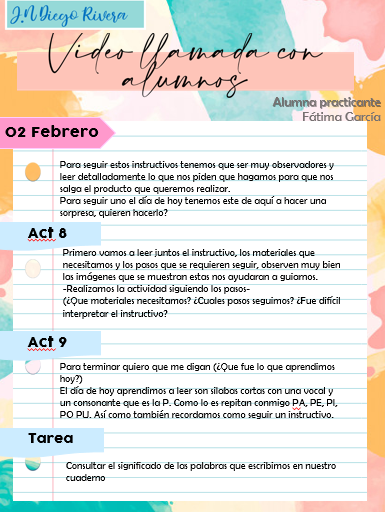 J.N Diego Rivera
Video llamada con
alumnos
Alumna practicante
Fátima García
02 Febrero
Para seguir estos instructivos tenemos que ser muy observadores y
leer detalladamente lo que nos piden que hagamos para que nos
salga el producto que queremos realizar.
Para seguir uno el día de hoy tenemos este de aquí a hacer una
sorpresa, quieren hacerlo?
Act 8
Primero vamos a leer juntos el instructivo, los materiales que
necesitamos y los pasos que se requieren seguir, observen muy bien
las imágenes que se muestran estas nos ayudaran a guiarnos.
-Realizamos la actividad siguiendo los pasos-
(¿Que materiales necesitamos? ¿Cuales pasos seguimos? ¿Fue difícil
interpretar el instructivo?
Act 9
Para terminar quiero que me digan (¿Que fue lo que aprendimos
hoy?)
El día de hoy aprendimos a leer son silabas cortas con una vocal y
un consonante que es la P. Como lo es repitan conmigo PA, PE, PI,
PO PU. Así como también recordamos como seguir un instructivo.
Tarea
Consultar el significado de las palabras que escribimos en nuestro
cuaderno